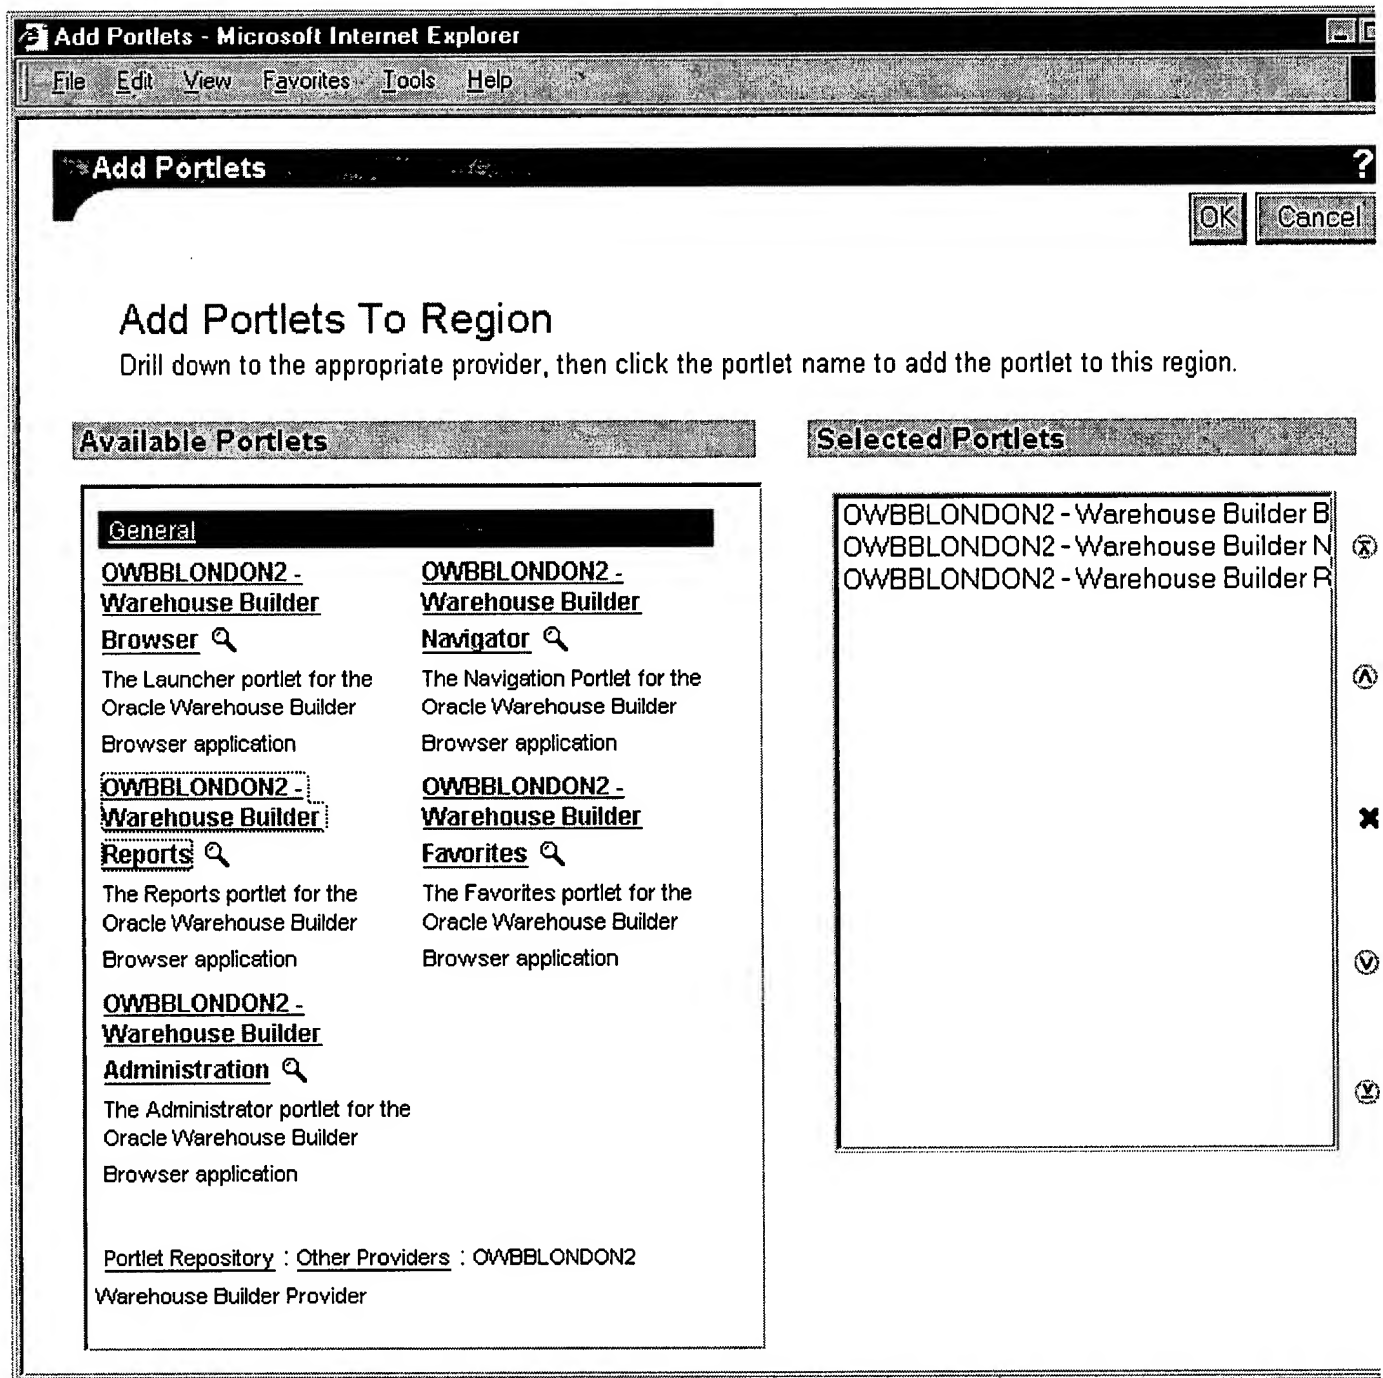 Add Portlets - Microsoft Internet Explorer
File Edit View Favorites Tools Help
Add Portlets ?
OK Cancel
Add Portlets To Region
Drill down to the appropriate provider, then click the portlet name to add the portlet to this region.
Available Portlets
General
OWBBLONDON2 -
Warehouse Builder
Browser
The Launcher portlet for the
Oracle Warehouse Builder
Browser application
OWBBLONDON2 -
Warehouse Builder
Navigator
The Navigation Portlet for the
Oracle Warehouse Builder
Browser application
OWBBLONDON2 -
Warehouse Builder
Reports
The Reports portlet for the
Oracle Warehouse Builder
Browser application
OWBBLONDON2 -
Warehouse Builder
Favorites
The Favorites portlet for the
Oracle Warehouse Builder
Browser application
OWBBLONDON2 -
Warehouse Builder
Administration
The Administrator portlet for the
Oracle Warehouse Builder
Browser application
Portlet Repository : Other Providers : OWBBLONDON2
Warehouse Builder Provider
Selected Portlets
OWBBLONDON2 - Warehouse Builder B
OWBBLONDON2 - Warehouse Builder N
OWBBLONDON2 - Warehouse Builder R